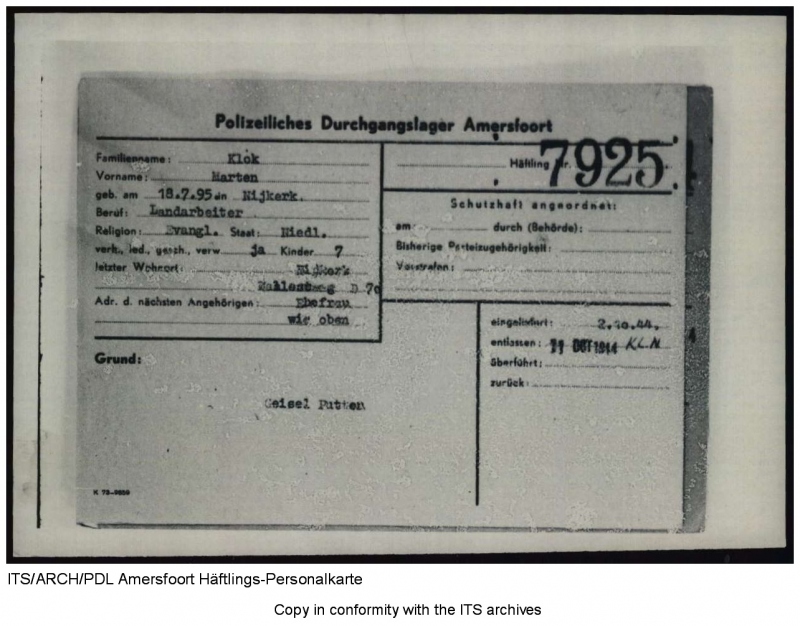 Polizeiliches Durchgangslager Amersfoort
Familienname: Klok
Vorname: Marten
geb. am 18.7.95 in Nijkerk.
Beruf: Landarbeiter
Religion: Evangl. Staat: Niedl.
verh., led., gesch., verw. ja Kinder 7
letzter Wohnort: Nijkerk
D 70
Adr. d. nächsten Angehörigen: Ehefrau
wie oben
Häftling Nr. 7925
Schutzhaft angeordnet:
am durch (Behörde):
Bisherige Parteizugehörigkeit:
Vorstrafen:
eingeliefert: 2.10.44.
entlassen: 11 OCT 1944 KLN
überführt:
zurück:
Grund:
Geisel Putten
ITS/ARCH/PDL Amersfoort Häftlings-Personalkarte
Copy in conformity with the ITS archives